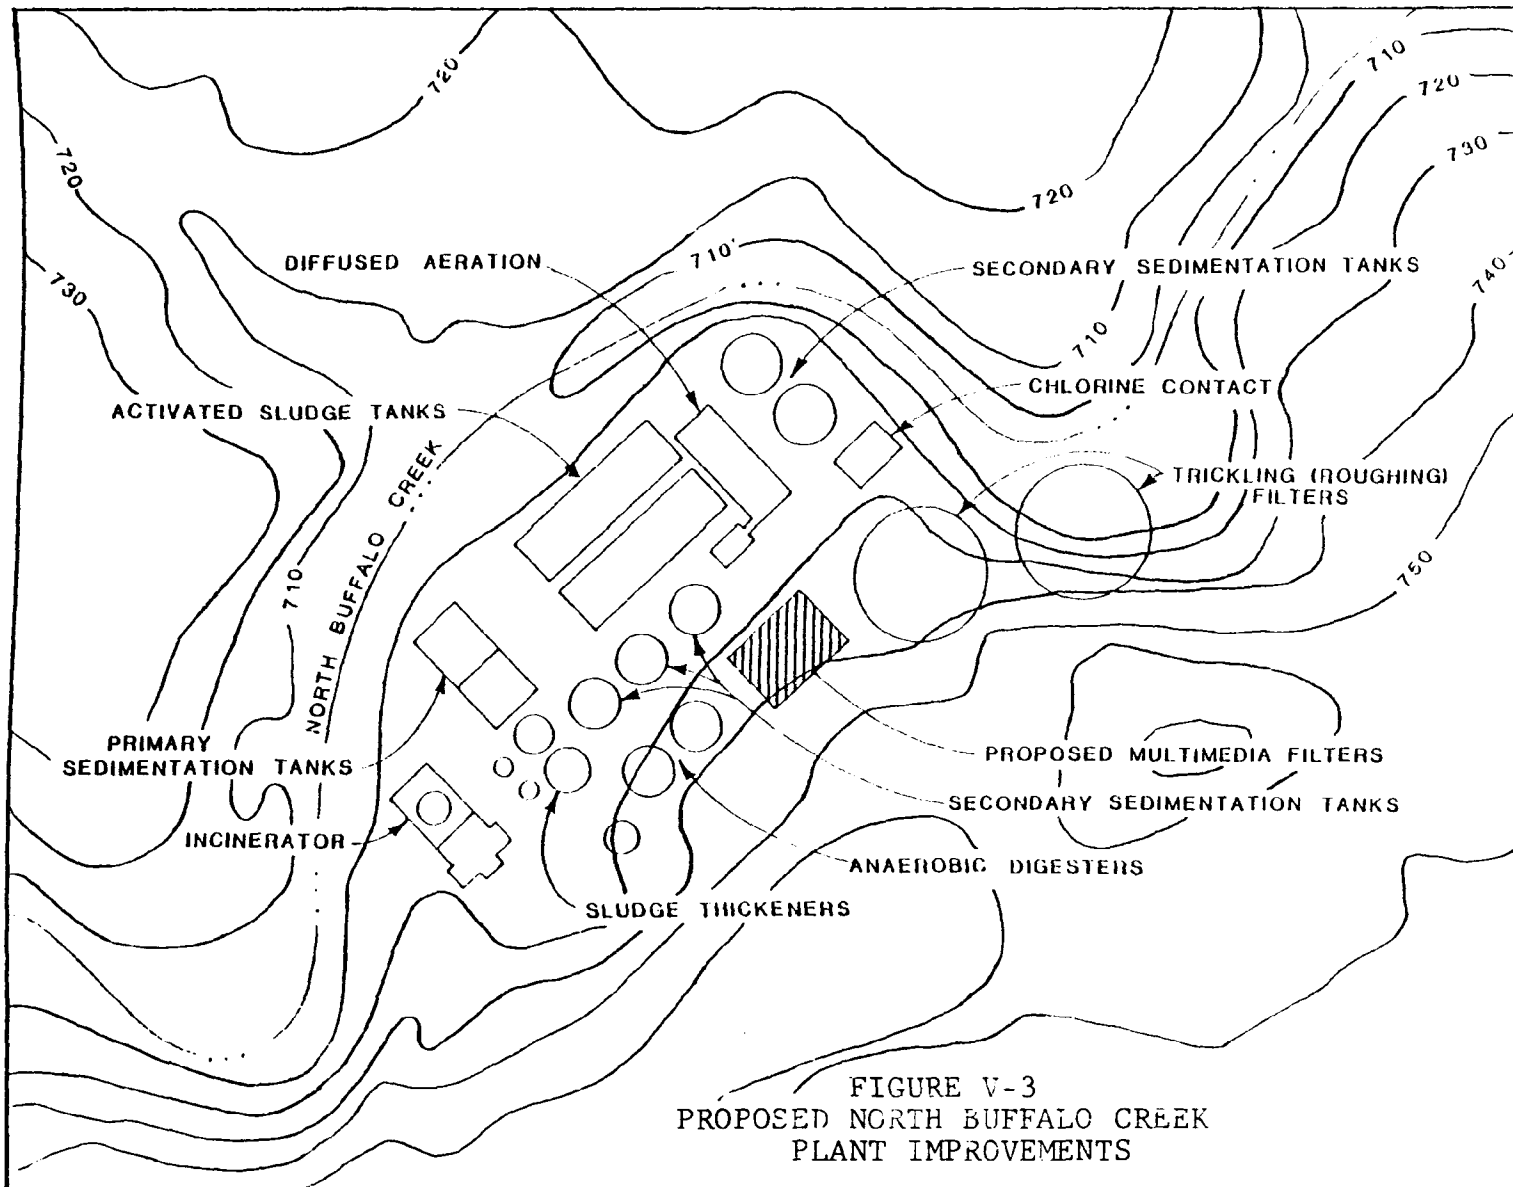 720
710
720
730
720
720
DIFFUSED AERATION
710'
SECONDARY SEDIMENTATION TANKS
740
730
710
CHLORINE CONTACT
ACTIVATED SLUDGE TANKS
TRICKLING (ROUGHING)
FILTERS
NORTH BUFFALO CREEK
710
750
PRIMARY
SEDIMENTATION TANKS
PROPOSED MULTIMEDIA FILTERS
SECONDARY SEDIMENTATION TANKS
INCINERATOR
ANAEROBIC DIGESTERS
SLUDGE THICKENERS
FIGURE V-3
PROPOSED NORTH BUFFALO CREEK
PLANT IMPROVEMENTS